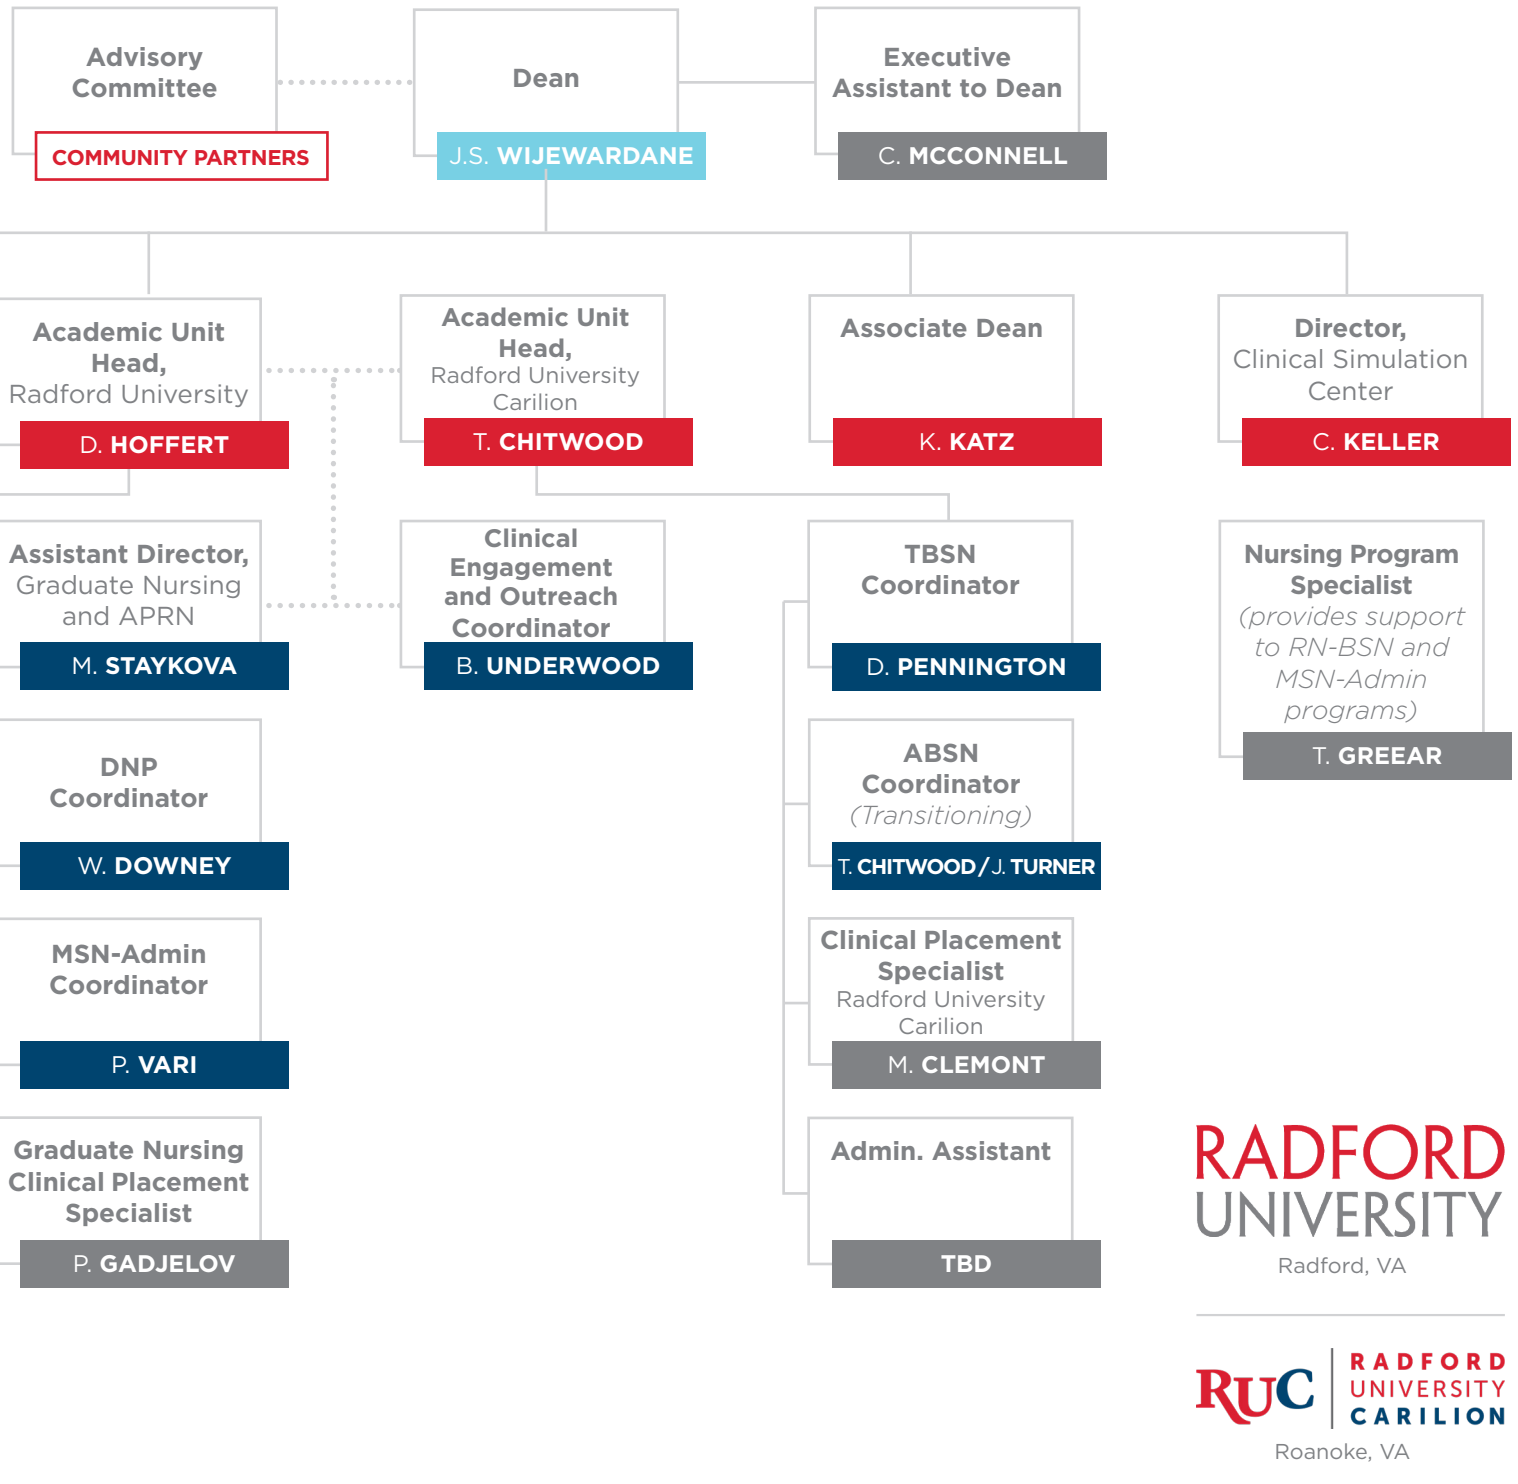 Advisory
Committee
COMMUNITY PARTNERS
Dean
J.S. WIJEWARDANE
Executive
Assistant to Dean
C. MCCONNELL
Academic Unit
Head,
Radford University
D. HOFFERT
Academic Unit
Head,
Radford University
Carilion
T. CHITWOOD
Associate Dean
K. KATZ
Director,
Clinical Simulation
Center
C. KELLER
Assistant Director,
Graduate Nursing
and APRN
M. STAYKOVA
Clinical
Engagement
and Outreach
Coordinator
B. UNDERWOOD
TBSN
Coordinator
D. PENNINGTON
Nursing Program
Specialist
(provides support
to RN-BSN and
MSN-Admin
programs)
T. GREEAR
DNP
Coordinator
W. DOWNEY
ABSN
Coordinator
(Transitioning)
T. CHITWOOD/J. TURNER
MSN-Admin
Coordinator
P. VARI
Clinical Placement
Specialist
Radford University
Carilion
M. CLEMONT
Graduate Nursing
Clinical Placement
Specialist
P. GADJELOV
Admin. Assistant
TBD
RADFORD
UNIVERSITY
Radford, VA
RUC
RADFORD
UNIVERSITY
CARILION
Roanoke, VA